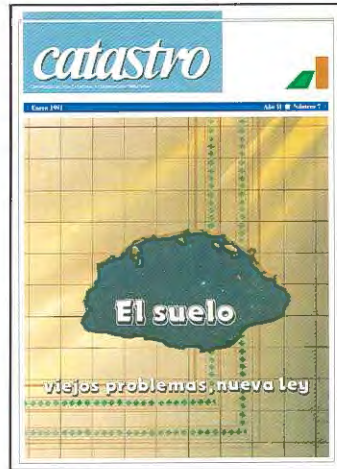 catastro
Enero 1991
Año II ■ Número 7
El suelo
viejos problemas, nueva ley